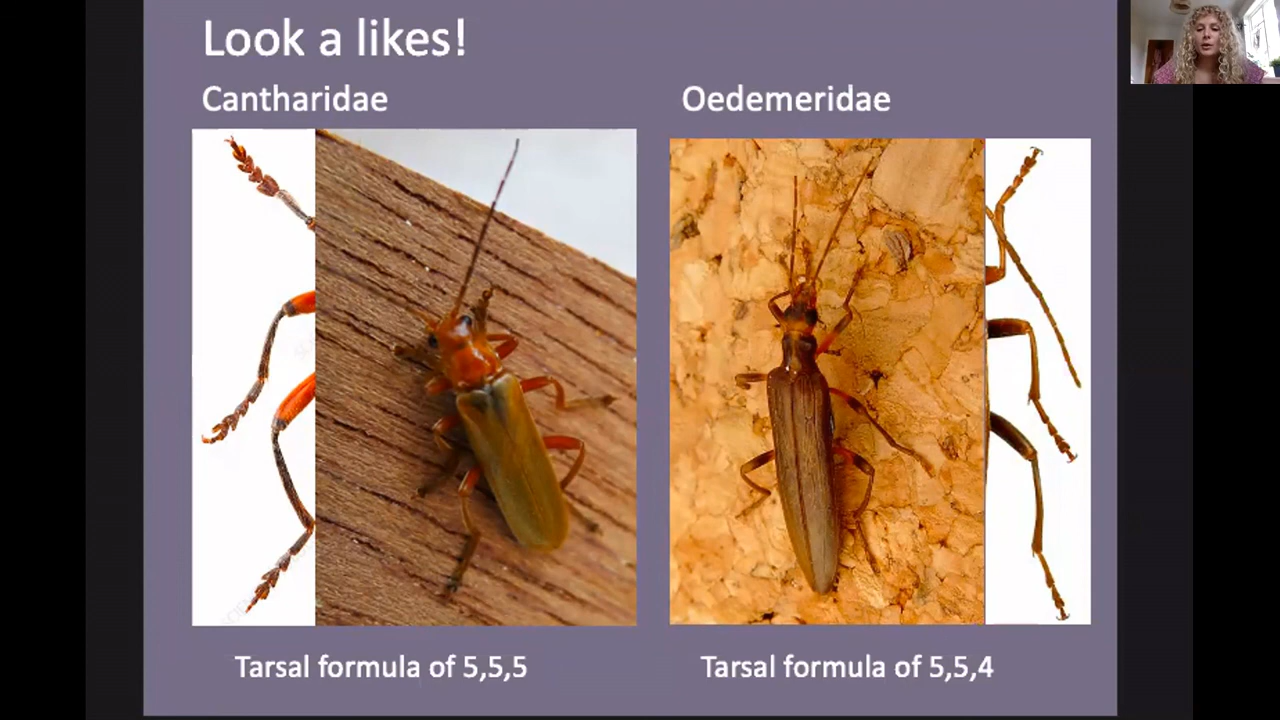 Look a likes!
Cantharidae
Oedemeridae
Tarsal formula of 5,5,5
Tarsal formula of 5,5,4